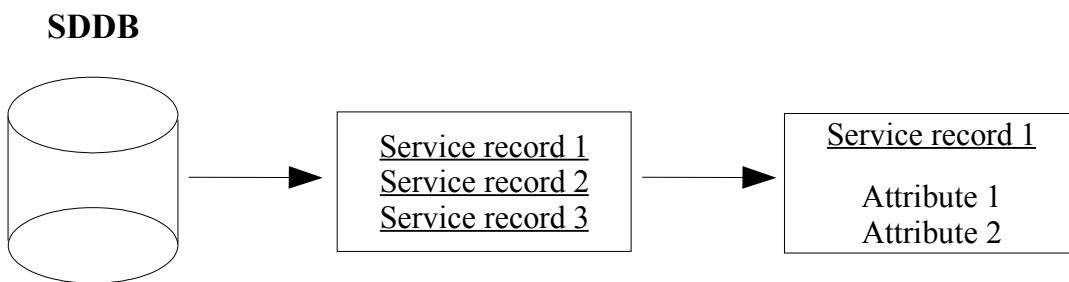 SDDB
Service record 1
Service record 2
Service record 3
Service record 1
Attribute 1
Attribute 2